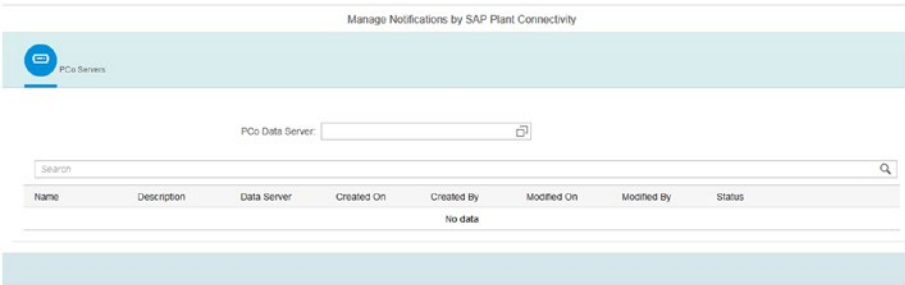 Manage Notifications by SAP Plant Connectivity
PCo Servers
PCo Data Server:
Search
Name Description Data Server Created On Created By Modified On Modified By Status
No data